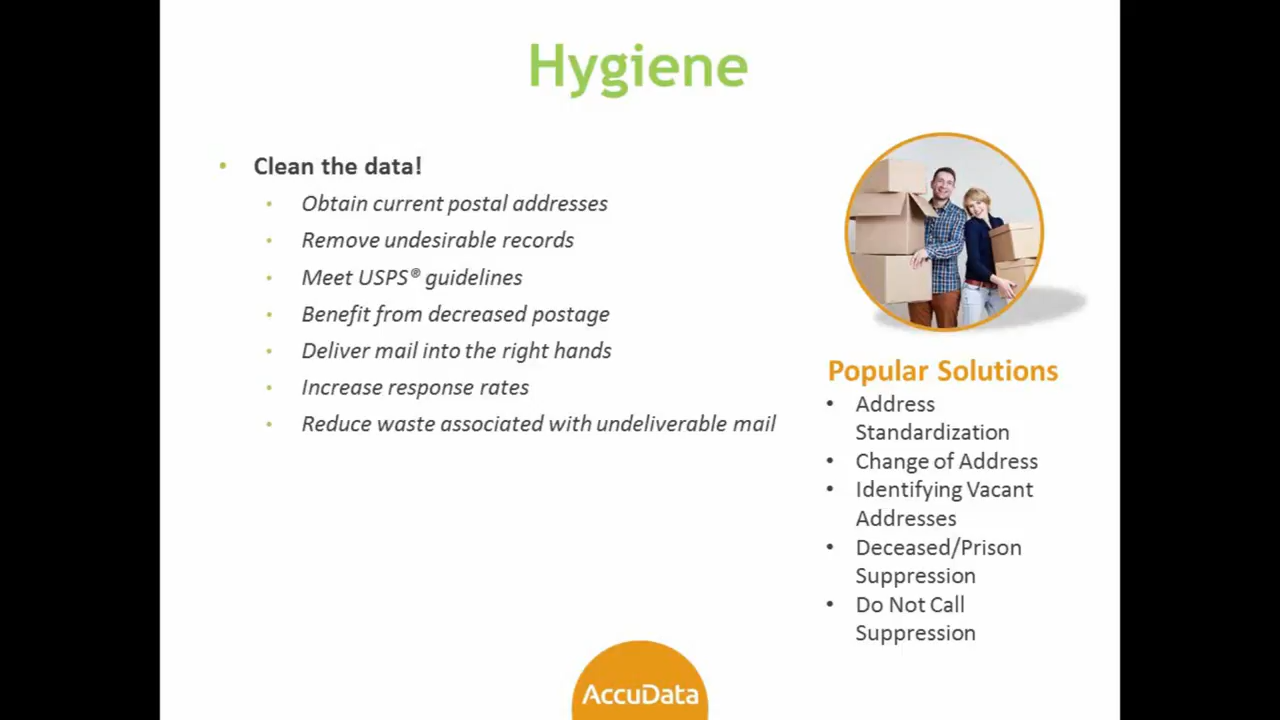 Hygiene
Clean the data!
Obtain current postal addresses
Remove undesirable records
Meet USPS® guidelines
Benefit from decreased postage
Deliver mail into the right hands
Increase response rates
Reduce waste associated with undeliverable mail
Popular Solutions
Address
Standardization
Change of Address
Identifying Vacant
Addresses
Deceased/Prison
Suppression
Do Not Call
Suppression
AccuData